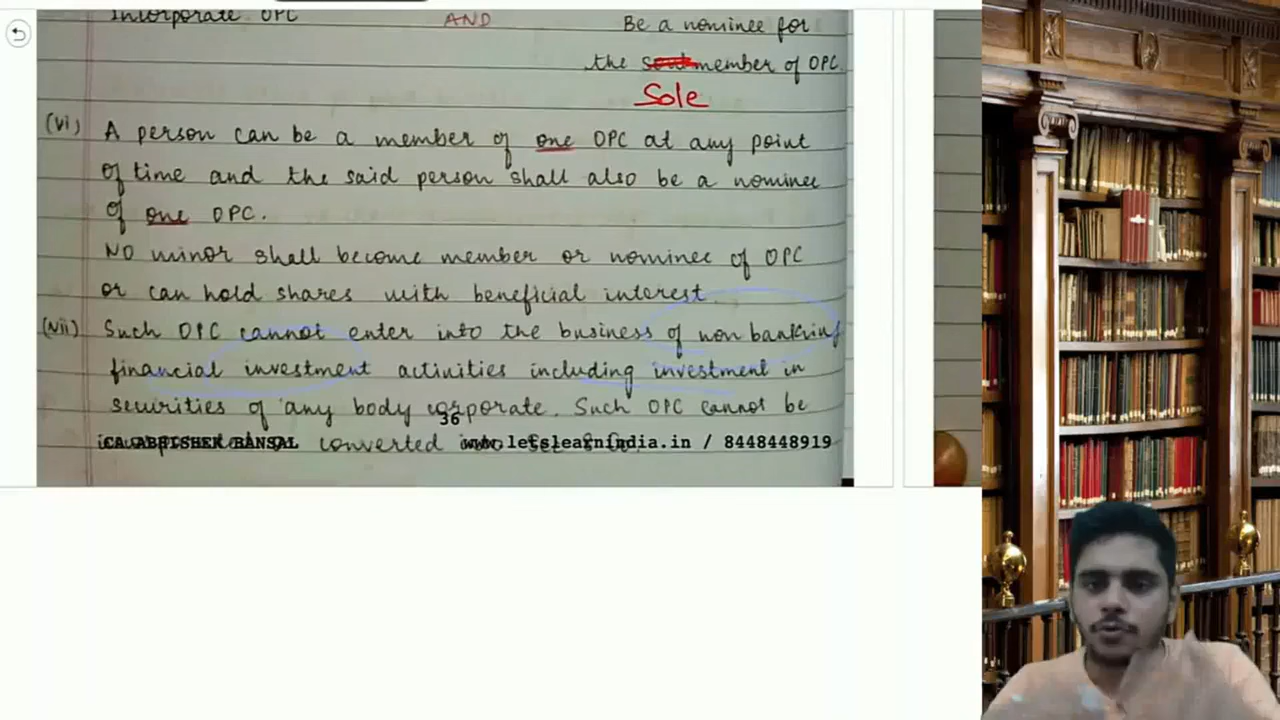 Incorporate OPC AND Be a nominee for
the member of OPC
Sole
(vi) A person can be a member of one OPC at any point
of time and the said person shall also be a nominee
of one OPC.
NO minor shall become member or nominee of OPC
or can hold shares with beneficial interest.
(vii) Such OPC cannot enter into the business of non banking
financial investment activities including investment in
securities of any body corporate. Such OPC cannot be
36
converted
CA ABHISHEK BANSAL www.letslearnindia.in / 8448448919